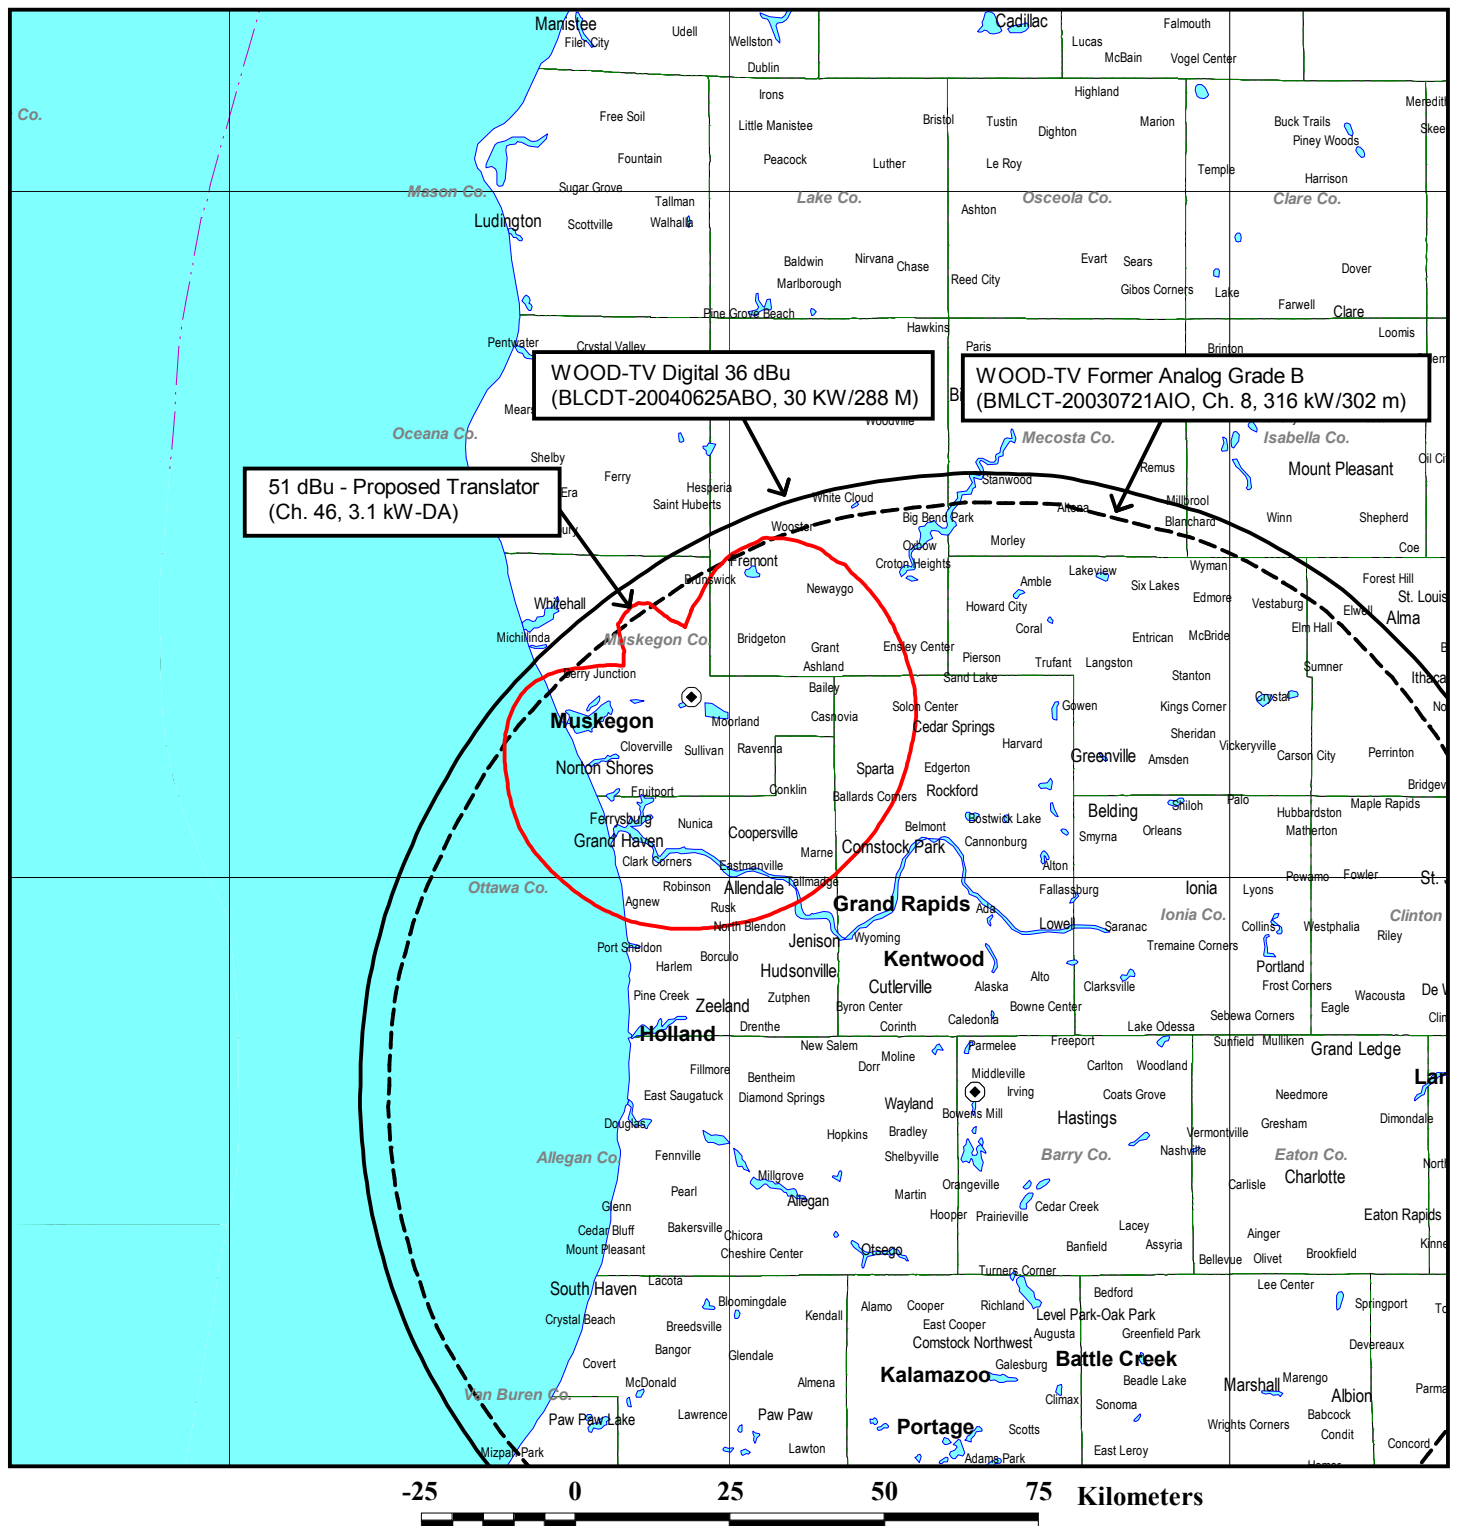 Manistee
Cadillac
Falmouth
Udell
Filer City
Wellston
Lucas
McBain
Vogel Center
Dublin
Irons
Highland
Co.
Free Soil
Little Manistee
Bristol
Tustin
Dighton
Marion
Buck Trails
Piney Woods
Fountain
Peacock
Luther
Le Roy
Temple
Harrison
Mason Co.
Sugar Grove
Tallman
Lake Co.
Osceola Co.
Clare Co.
Ashton
Ludington
Scottville
Walhalla
Baldwin
Nirvana
Chase
Evart
Sears
Dover
Marlborough
Reed City
Gibos Corners
Lake
Farwell
Clare
Pine Grove Beach
Hawkins
Loomis
Pentwater
Crystal Valley
Paris
Brinton
WOOD-TV Digital 36 dBu
(BLCDT-20040625ABO, 30 KW/288 M)
WOOD-TV Former Analog Grade B
(BMLCT-20030721AIO, Ch. 8, 316 kW/302 m)
Woodville
Oceana Co.
Mecosta Co.
Isabella Co.
Shelby
Ferry
Hesperia
Saint Huberts
White Cloud
Stanwood
Remus
Mount Pleasant
51 dBu - Proposed Translator
(Ch. 46, 3.1 kW-DA)
Era
Millbrook
Wooster
Big Bend Park
Altona
Blanchard
Winn
Shepherd
Oxbow
Morley
Coe
Fremont
Croton Heights
Brunswick
Newaygo
Amble
Lakeview
Six Lakes
Wyman
Forest Hill
St. Louis
Whitehall
Howard City
Edmore
Vestaburg
Elwell
Alma
Michilinda
Muskegon Co.
Bridgeton
Grant
Ensley Center
Coral
Entrican
McBride
Elm Hall
Ashland
Pierson
Trufant
Langston
Sumner
Berry Junction
Sand Lake
Stanton
Ithaca
Bailey
Crystal
Muskegon
Moorland
Casnovia
Solon Center
Cedar Springs
Gowen
Kings Corner
Cloverville
Sullivan
Ravenna
Harvard
Greenville
Sheridan
Vickeryville
Amsden
Carson City
Perrinton
Norton Shores
Sparta
Edgerton
Fruitport
Conklin
Ballards Corners
Rockford
Belding
Shiloh
Palo
Hubbardston
Maple Rapids
Ferrysburg
Nunica
Coopersville
Belmont
Bostwick Lake
Orleans
Matherton
Grand Haven
Marne
Comstock Park
Cannonburg
Smyrna
Clark Corners
Eastmanville
Alton
Ottawa Co.
Robinson
Allendale
Tallmadge
Fallassburg
Ionia
Lyons
Pewamo
Fowler
Agnew
Rusk
Grand Rapids
Ada
Lowell
Saranac
Ionia Co.
Collins
Westphalia
Clinton
Riley
North Blendon
Port Sheldon
Jenison
Wyoming
Tremaine Corners
Harlem
Borculo
Hudsonville
Kentwood
Portland
Pine Creek
Zeeland
Zutphen
Cutlerville
Alaska
Alto
Clarksville
Frost Corners
Wacousta
Byron Center
Bowne Center
Eagle
Holland
Drenthe
Corinth
Caledonia
Lake Odessa
Sebewa Corners
New Salem
Moline
Parmelee
Freeport
Sunfield
Mulliken
Grand Ledge
Fillmore
Bentheim
Dorr
Middleville
Carlton
Woodland
East Saugatuck
Diamond Springs
Wayland
Irving
Coats Grove
Needmore
Douglas
Bowens Mill
Hastings
Dimondale
Hopkins
Bradley
Vermontville
Gresham
Allegan Co.
Fennville
Shelbyville
Barry Co.
Nashville
Eaton Co.
Millgrove
Charlotte
Pearl
Allegan
Martin
Orangeville
Carlisle
Glenn
Hooper
Prairieville
Cedar Creek
Eaton Rapids
Cedar Bluff
Bakersville
Chicora
Lacey
Ainger
Mount Pleasant
Cheshire Center
Otsego
Banfield
Assyria
Bellevue
Olivet
Brookfield
South Haven
Lacota
Turners Corner
Lee Center
Bloomingdale
Bedford
Crystal Beach
Breedsville
Kendall
Alamo
Cooper
Richland
Level Park-Oak Park
Springport
East Cooper
Augusta
Greenfield Park
Bangor
Glendale
Comstock Northwest
Devereaux
Covert
Kalamazoo
Galesburg
Battle Creek
McDonald
Almena
Climax
Beadle Lake
Marshall
Marengo
Albion
Parma
Van Buren Co.
Paw Paw Lake
Lawrence
Paw Paw
Portage
Scotts
Sonoma
Wrights Corners
Babcock
Condit
Mizpah Park
Lawton
Adams Park
East Leroy
Concord
-25 0 25 50 75 Kilometers